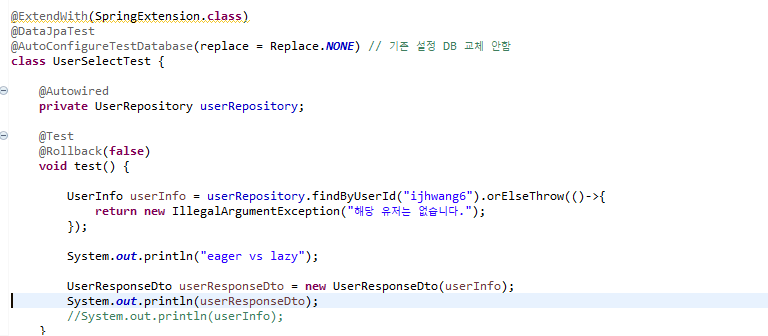 @ExtendWith(SpringExtension.class)
@DataJpaTest
@AutoConfigureTestDatabase(replace = Replace.NONE) // 기존 설정 DB 교체 안함
class UserSelectTest {
@Autowired
private UserRepository userRepository;
@Test
@Rollback(false)
void test() {
UserInfo userInfo = userRepository.findByUserId("ijhwang6").orElseThrow(()->{
return new IllegalArgumentException("해당 유저는 없습니다.");
});
System.out.println("eager vs lazy");
UserResponseDto userResponseDto = new UserResponseDto(userInfo);
System.out.println(userResponseDto);
//System.out.println(userInfo);
}